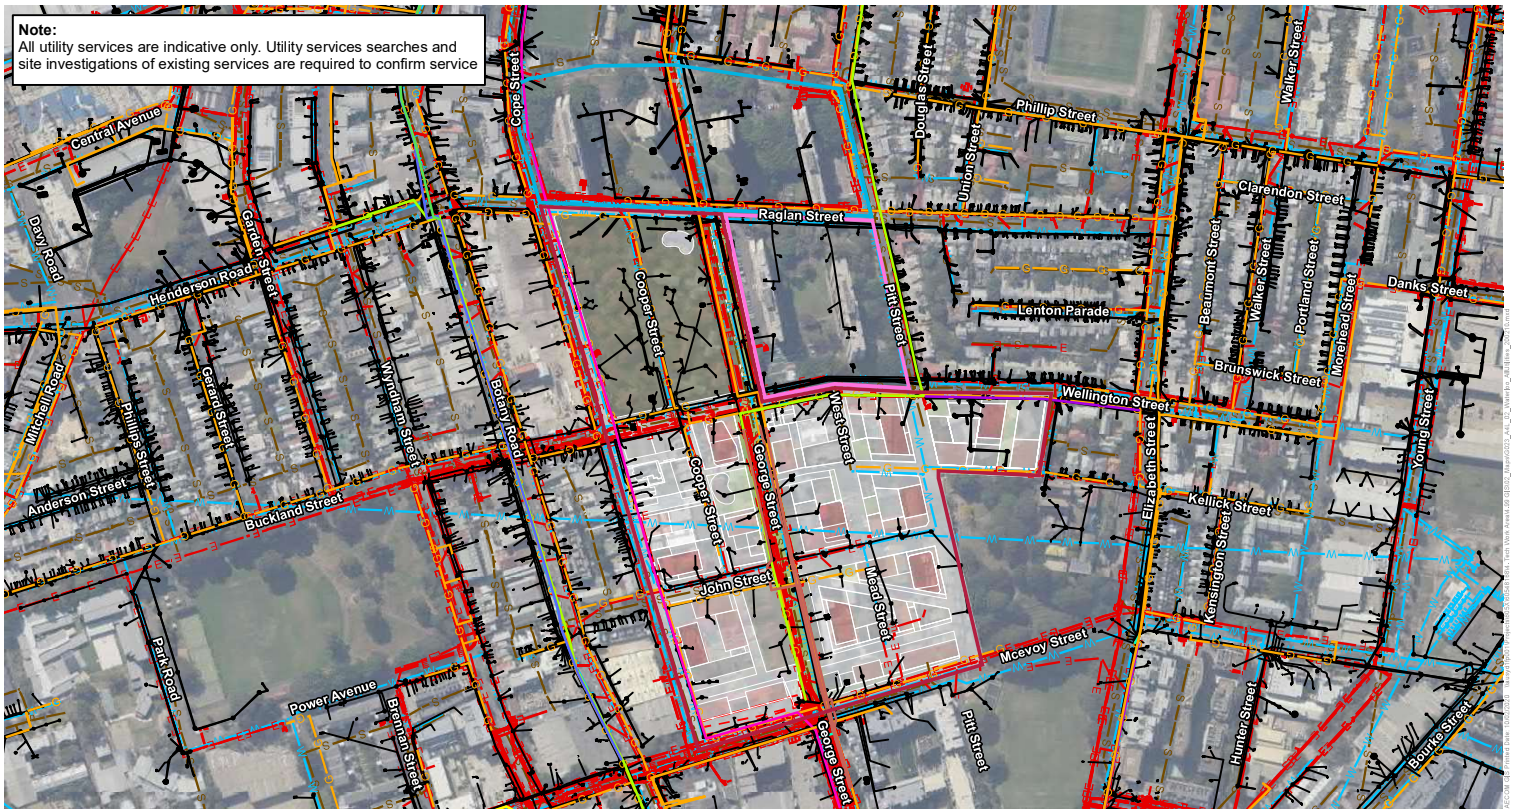 Note:
All utility services are indicative only. Utility services searches and
site investigations of existing services are required to confirm service
Central Avenue
Cope Street
Douglas Street
Phillip Street
Walker Street
Union Street
Clarendon Street
Davy Road
Garden Street
Raglan Street
Henderson Road
Cooper Street
Pitt Street
Lenton Parade
Beaumont Street
Walker Street
Portland Street
Morehead Street
Danks Street
Mitchell Road
Phillips Street
Gerard Street
Wyndham Street
Botany Road
Brunswick Street
Wellington Street
West Street
Young Street
Anderson Street
Buckland Street
Cooper Street
George Street
Elizabeth Street
Kellick Street
Kensington Street
John Street
Mead Street
Mcevoy Street
Park Road
Power Avenue
Brennan Street
George Street
Pitt Street
Hunter Street
Bourke Street